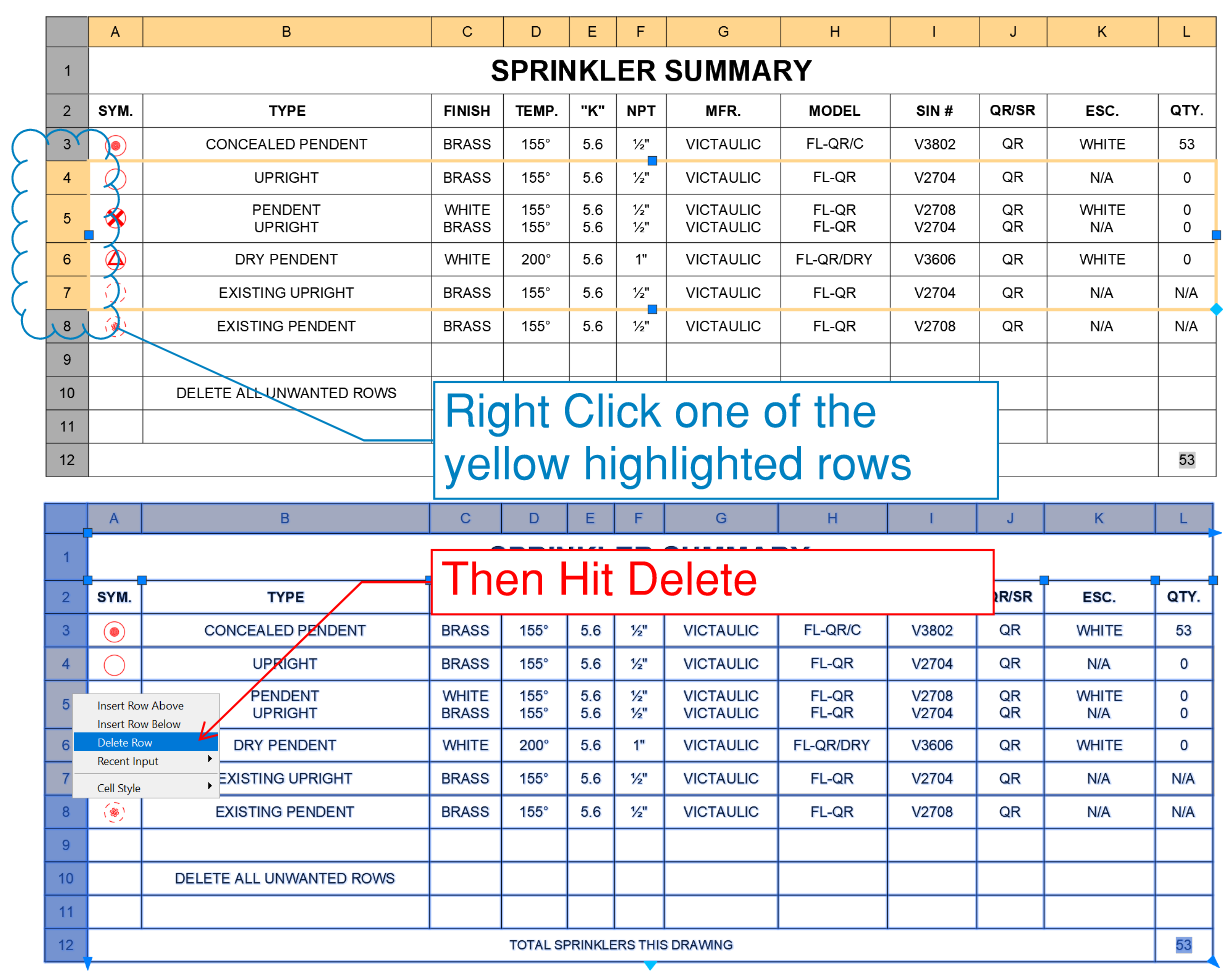 A B C D E F G H I J K L
1 SPRINKLER SUMMARY
2 SYM. TYPE FINISH TEMP. "K" NPT MFR. MODEL SIN # QR/SR ESC. QTY.
3 CONCEALED PENDENT BRASS 155° 5.6 ½" VICTAULIC FL-QR/C V3802 QR WHITE 53
4 UPRIGHT BRASS 155° 5.6 ½" VICTAULIC FL-QR V2704 QR N/A 0
5 PENDENT WHITE 155° 5.6 ½" VICTAULIC FL-QR V2708 QR WHITE 0
UPRIGHT BRASS 155° 5.6 ½" VICTAULIC FL-QR V2704 QR N/A 0
6 DRY PENDENT WHITE 200° 5.6 1" VICTAULIC FL-QR/DRY V3606 QR WHITE 0
7 EXISTING UPRIGHT BRASS 155° 5.6 ½" VICTAULIC FL-QR V2704 QR N/A N/A
8 EXISTING PENDENT BRASS 155° 5.6 ½" VICTAULIC FL-QR V2708 QR N/A N/A
9
10 DELETE ALL UNWANTED ROWS
11
12 53
Right Click one of the
yellow highlighted rows
A B C D E F G H I J K L
1
Then Hit Delete
2 SYM. TYPE QR/SR ESC. QTY.
3 CONCEALED PENDENT BRASS 155° 5.6 ½" VICTAULIC FL-QR/C V3802 QR WHITE 53
4 UPRIGHT BRASS 155° 5.6 ½" VICTAULIC FL-QR V2704 QR N/A 0
5 PENDENT WHITE 155° 5.6 ½" VICTAULIC FL-QR V2708 QR WHITE 0
UPRIGHT BRASS 155° 5.6 ½" VICTAULIC FL-QR V2704 QR N/A 0
6 DRY PENDENT WHITE 200° 5.6 1" VICTAULIC FL-QR/DRY V3606 QR WHITE 0
7 EXISTING UPRIGHT BRASS 155° 5.6 ½" VICTAULIC FL-QR V2704 QR N/A N/A
8 EXISTING PENDENT BRASS 155° 5.6 ½" VICTAULIC FL-QR V2708 QR N/A N/A
Insert Row Above
Insert Row Below
Delete Row
Recent Input
Cell Style
9
10 DELETE ALL UNWANTED ROWS
11
12 TOTAL SPRINKLERS THIS DRAWING 53